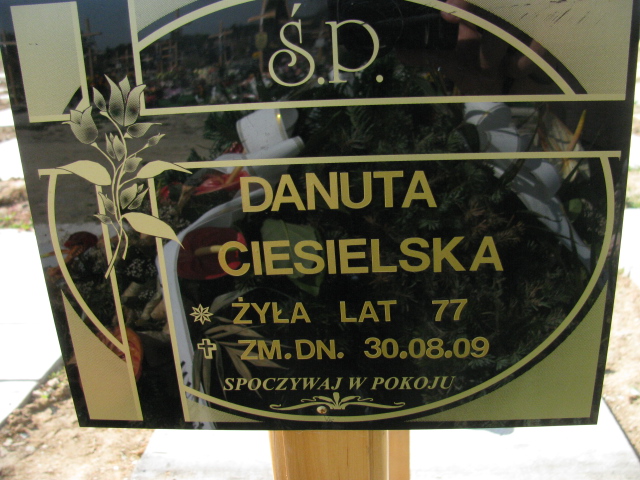 Ś.P.
DANUTA
CIESIELSKA
ŻYŁA LAT 77
ZM.DN. 30.08.09
SPOCZYWAJ W POKOJU